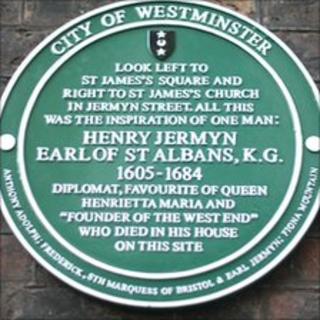 CITY OF WESTMINSTER
LOOK LEFT TO
ST JAMES'S SQUARE AND
RIGHT TO ST JAMES'S CHURCH
IN JERMYN STREET. ALL THIS
WAS THE INSPIRATION OF ONE MAN:
HENRY JERMYN
EARL OF ST ALBANS, K.G.
1605-1684
DIPLOMAT, FAVOURITE OF QUEEN
HENRIETTA MARIA AND
"FOUNDER OF THE WEST END"
WHO DIED IN HIS HOUSE
ON THIS SITE
ANTHONY ADOLPH; FREDERICK, 8TH MARQUESS OF BRISTOL & EARL JERMYN; FIONA MOUNTAIN